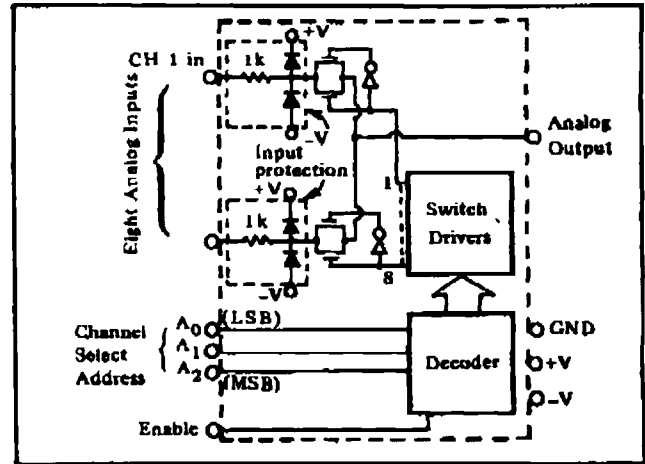 +V
CH 1 in
1k
-V
Analog Output
Eight Analog Inputs
Input protection
+V
1k
1
Switch Drivers
8
-V
Channel Select Address
A0 (LSB)
A1
A2 (MSB)
Decoder
GND
+V
-V
Enable